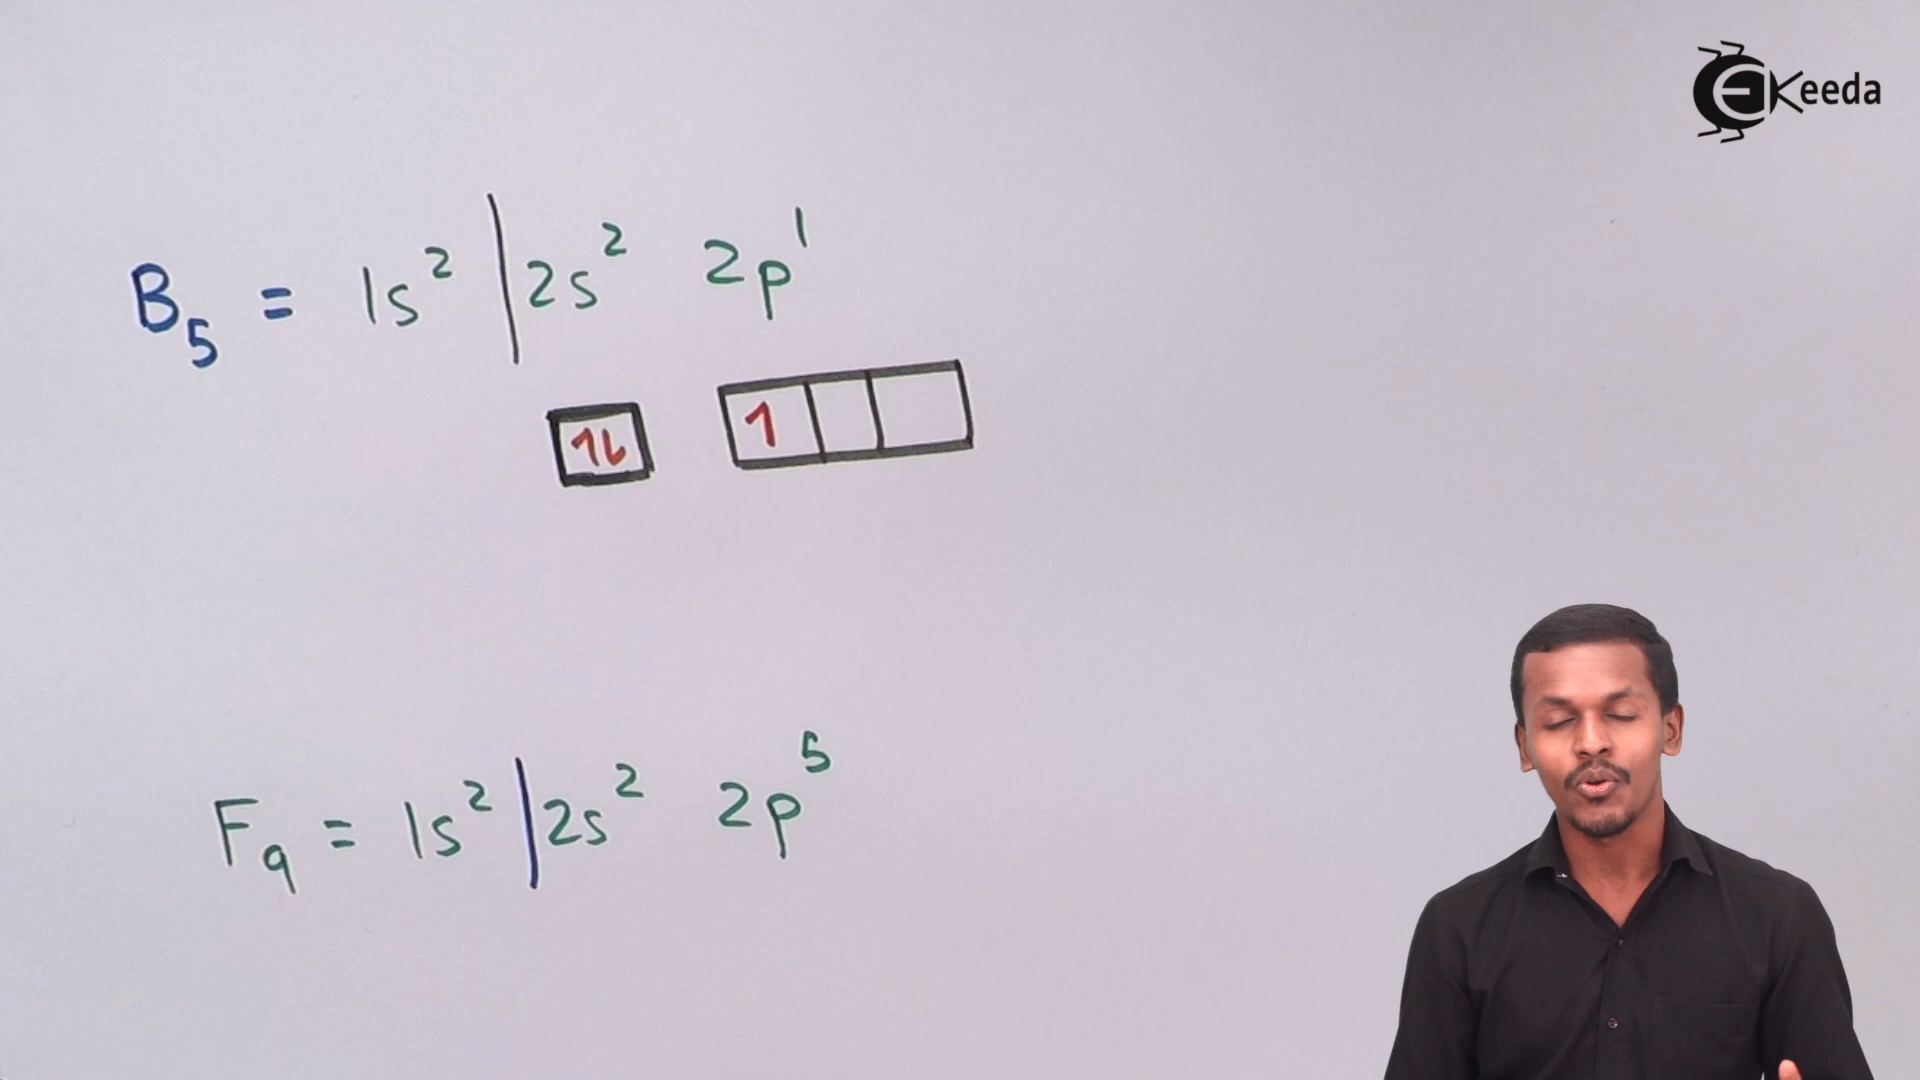 EKeeda
B₅ = 1s² | 2s² 2p¹
↿⇂ ↿
F₉ = 1s² | 2s² 2p⁵